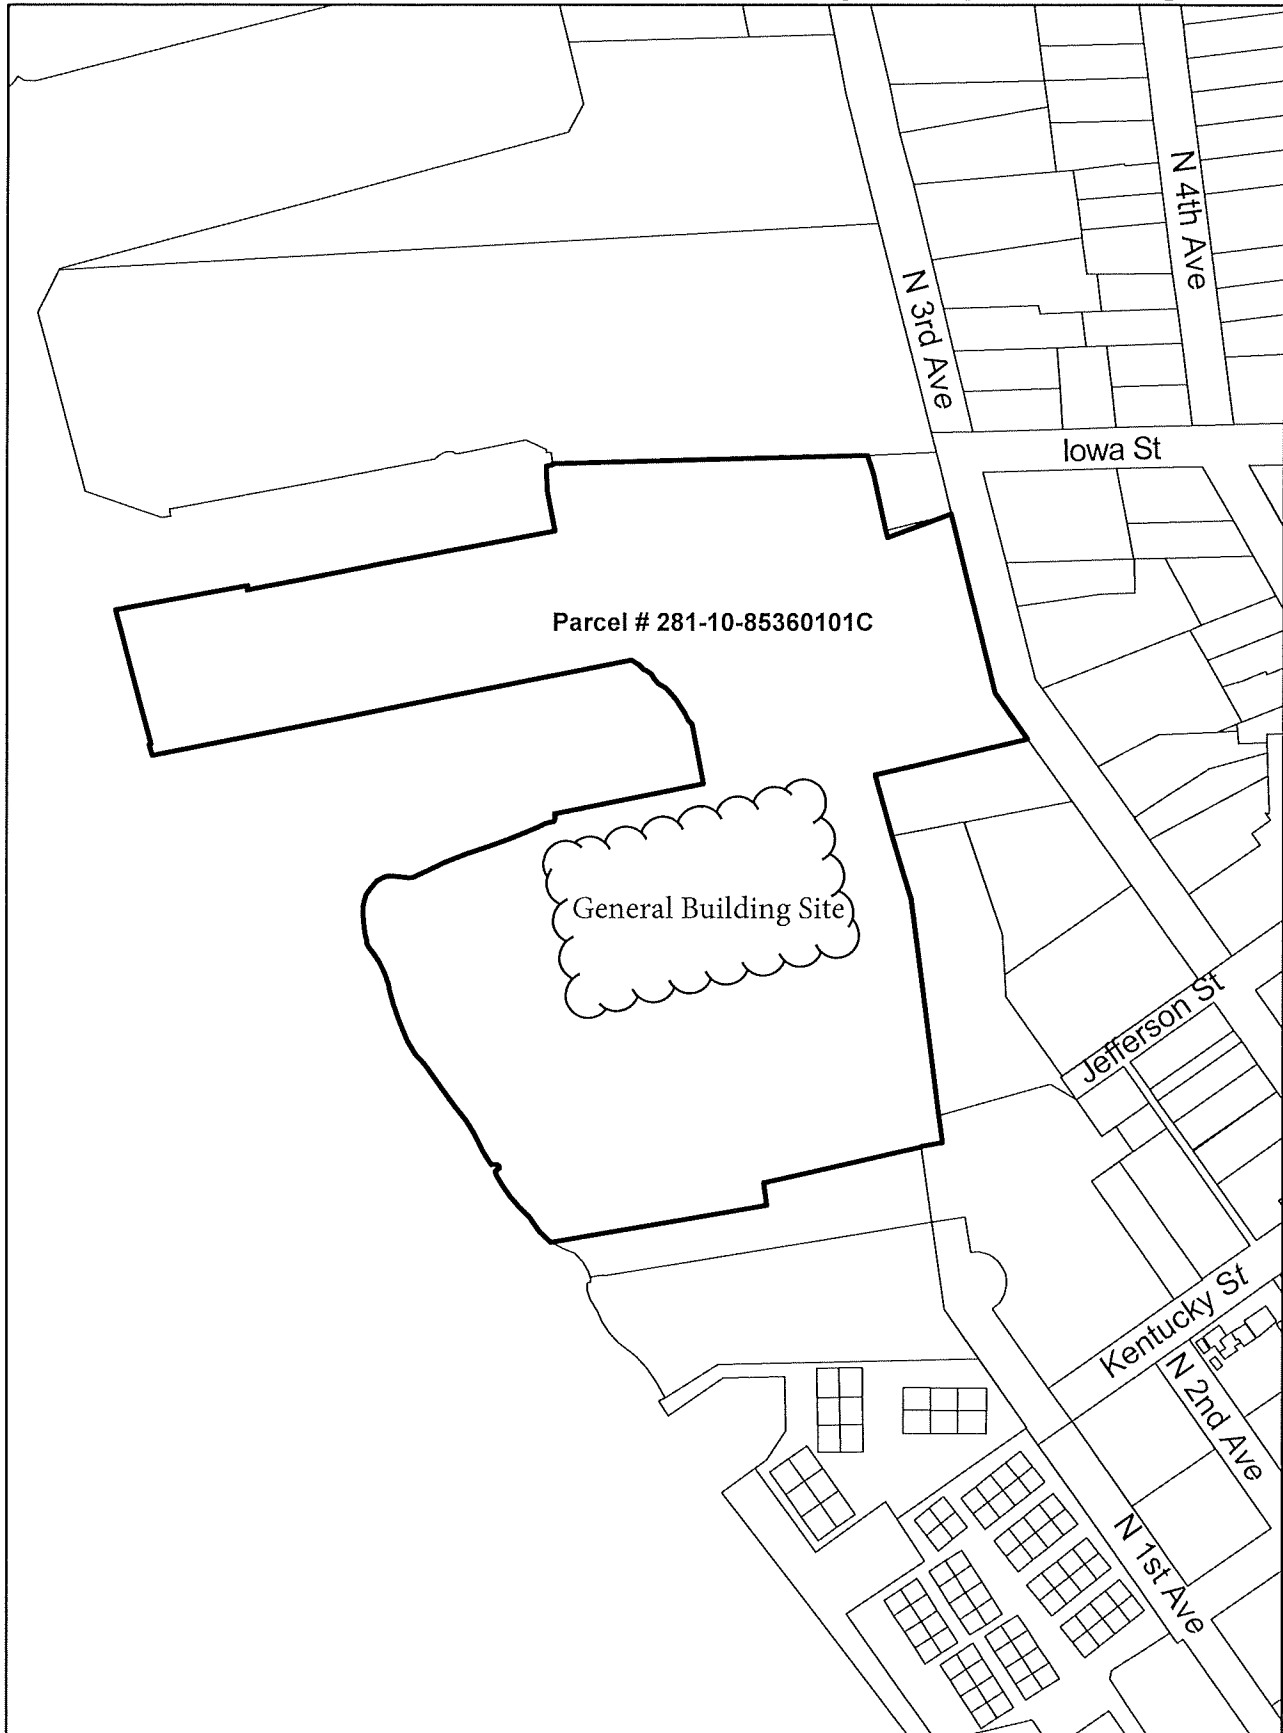 N 4th Ave
N 3rd Ave
Iowa St
Parcel # 281-10-85360101C
General Building Site
Jefferson St
Kentucky St
N 2nd Ave
N 1st Ave